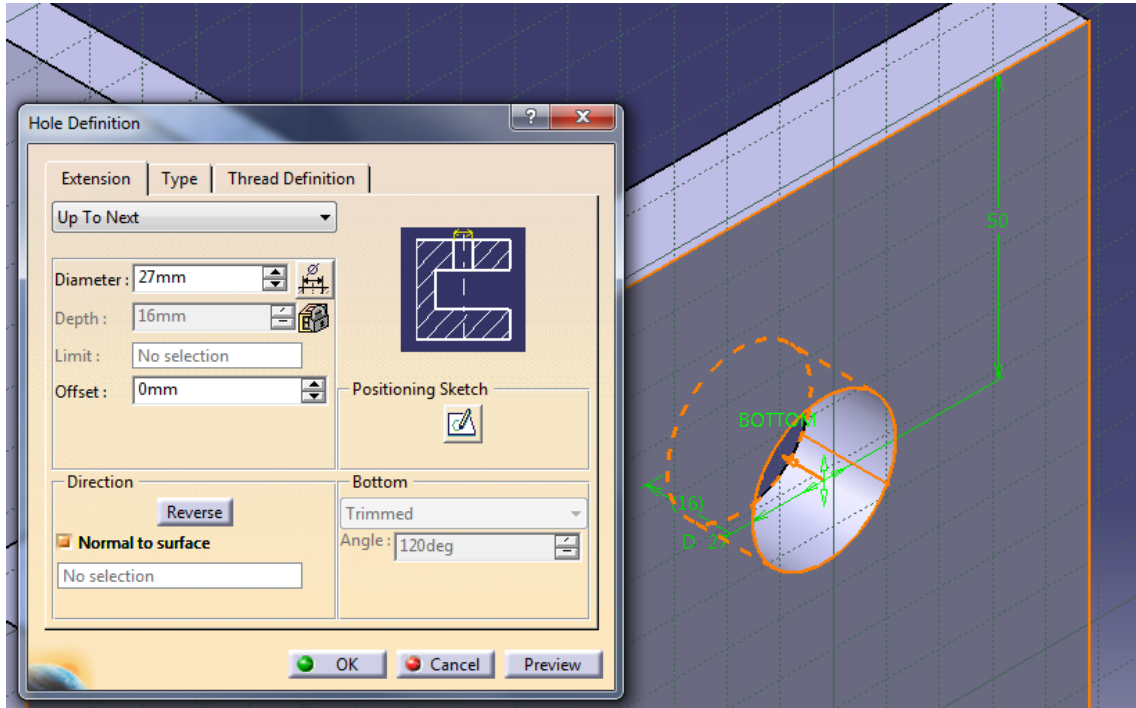 Hole Definition
?
Extension Type Thread Definition
Up To Next
Diameter : 27mm
Depth : 16mm
Limit : No selection
Offset : 0mm
Positioning Sketch
Direction
Reverse
Normal to surface
No selection
Bottom
Trimmed
Angle : 120deg
OK Cancel Preview
50
BOTTOM
(16)
D 27